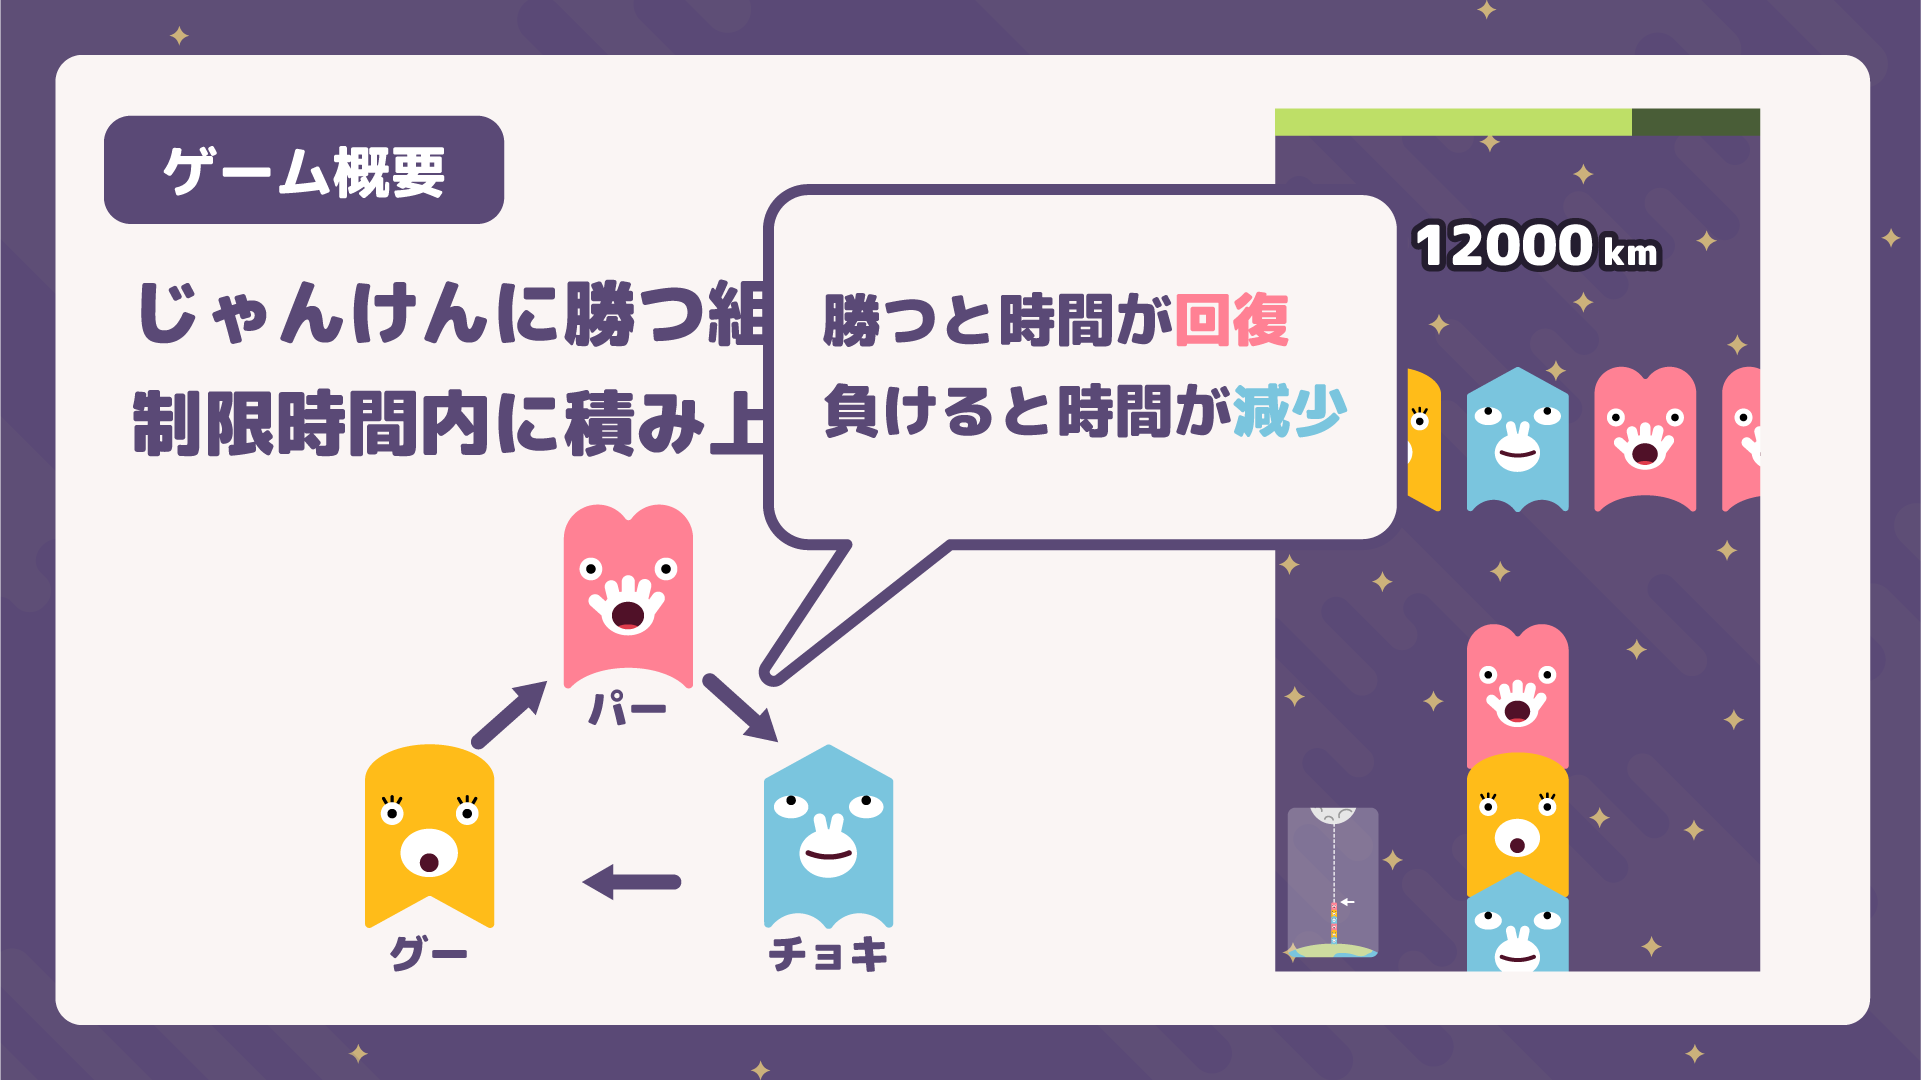 ゲーム概要
じゃんけんに勝つ組
制限時間内に積み上
勝つと時間が回復
負けると時間が減少
12000 km
パー
グー
チョキ